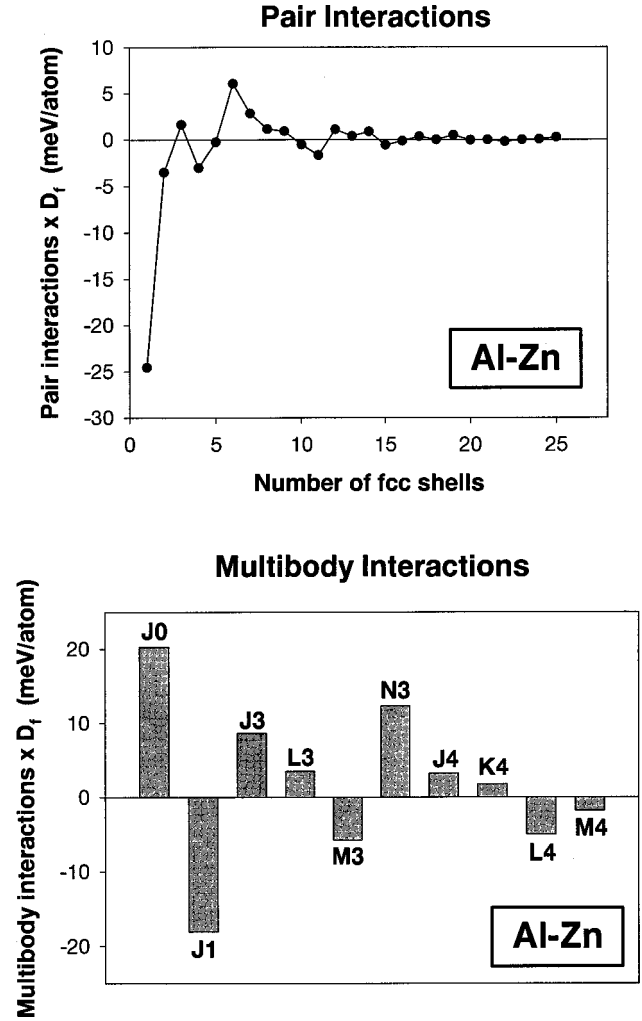 Pair Interactions
Pair interactions x D_f (meV/atom)
10
5
0
-5
-10
-15
-20
-25
-30
Al-Zn
0 5 10 15 20 25
Number of fcc shells
Multibody Interactions
Multibody interactions x D_f (meV/atom)
20
10
0
-10
-20
J0
J1
J3
L3
M3
N3
J4
K4
L4
M4
Al-Zn